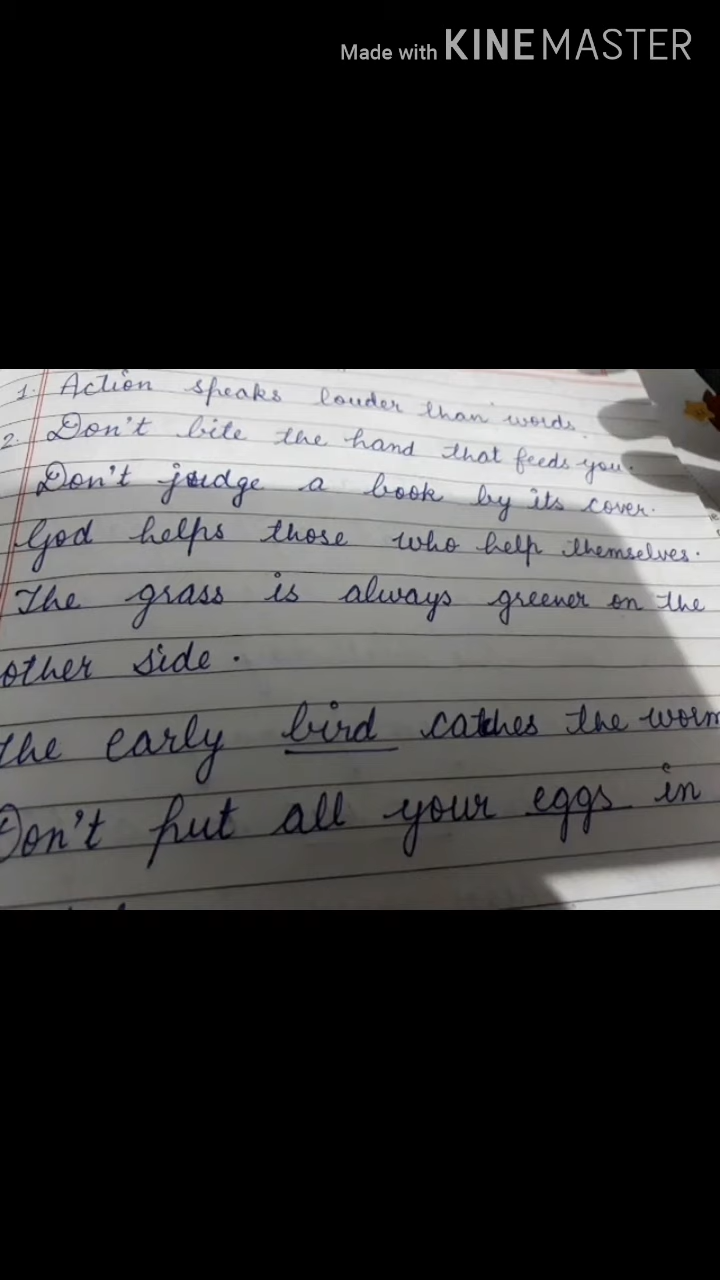 Made with KINEMASTER
1. Action speaks louder than words.
2. Don't bite the hand that feeds you.
Don't judge a book by its cover.
God helps those who help themselves.
The grass is always greener on the
other side.
The early bird catches the worm
Don't put all your eggs in